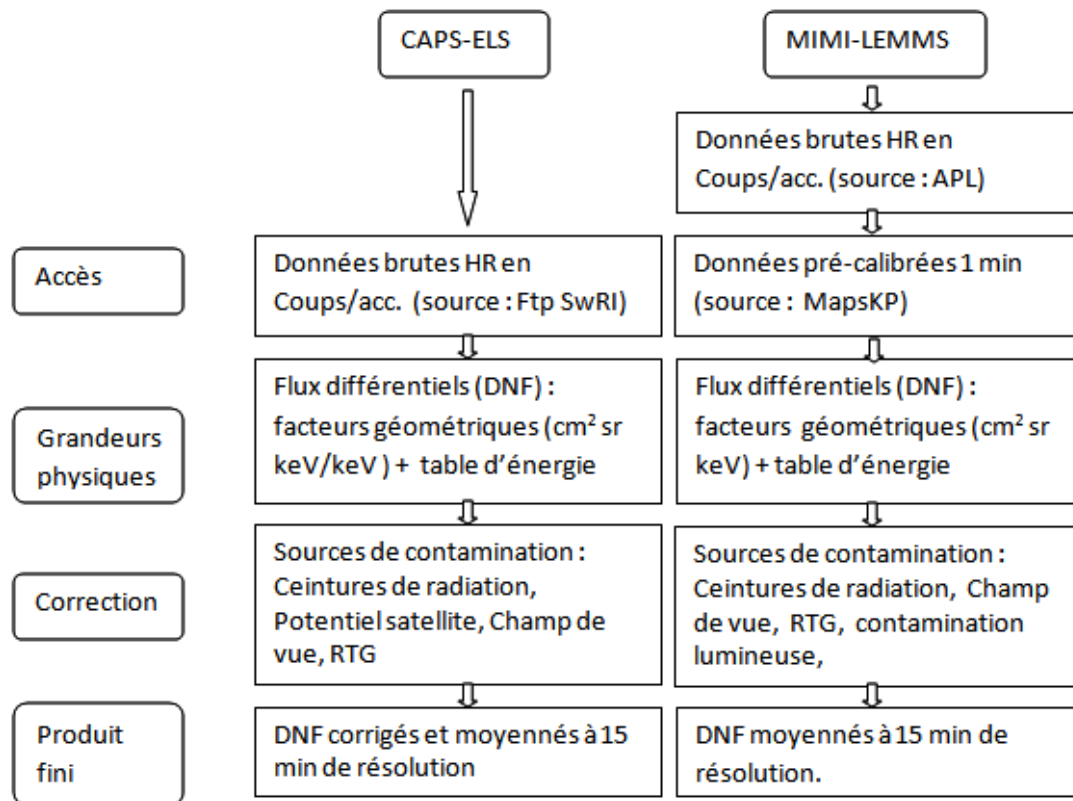 CAPS-ELS
MIMI-LEMMS
Données brutes HR en
Coups/acc. (source : APL)
Accès
Données brutes HR en
Coups/acc. (source : Ftp SwRI)
Données pré-calibrées 1 min
(source : MapsKP)
Grandeurs
physiques
Flux différentiels (DNF) :
facteurs géométriques (cm² sr
keV/keV ) + table d'énergie
Flux différentiels (DNF) :
facteurs géométriques (cm² sr
keV) + table d'énergie
Correction
Sources de contamination :
Ceintures de radiation,
Potentiel satellite, Champ de
vue, RTG
Sources de contamination :
Ceintures de radiation, Champ
de vue, RTG, contamination
lumineuse,
Produit
fini
DNF corrigés et moyennés à 15
min de résolution
DNF moyennés à 15 min de
résolution.